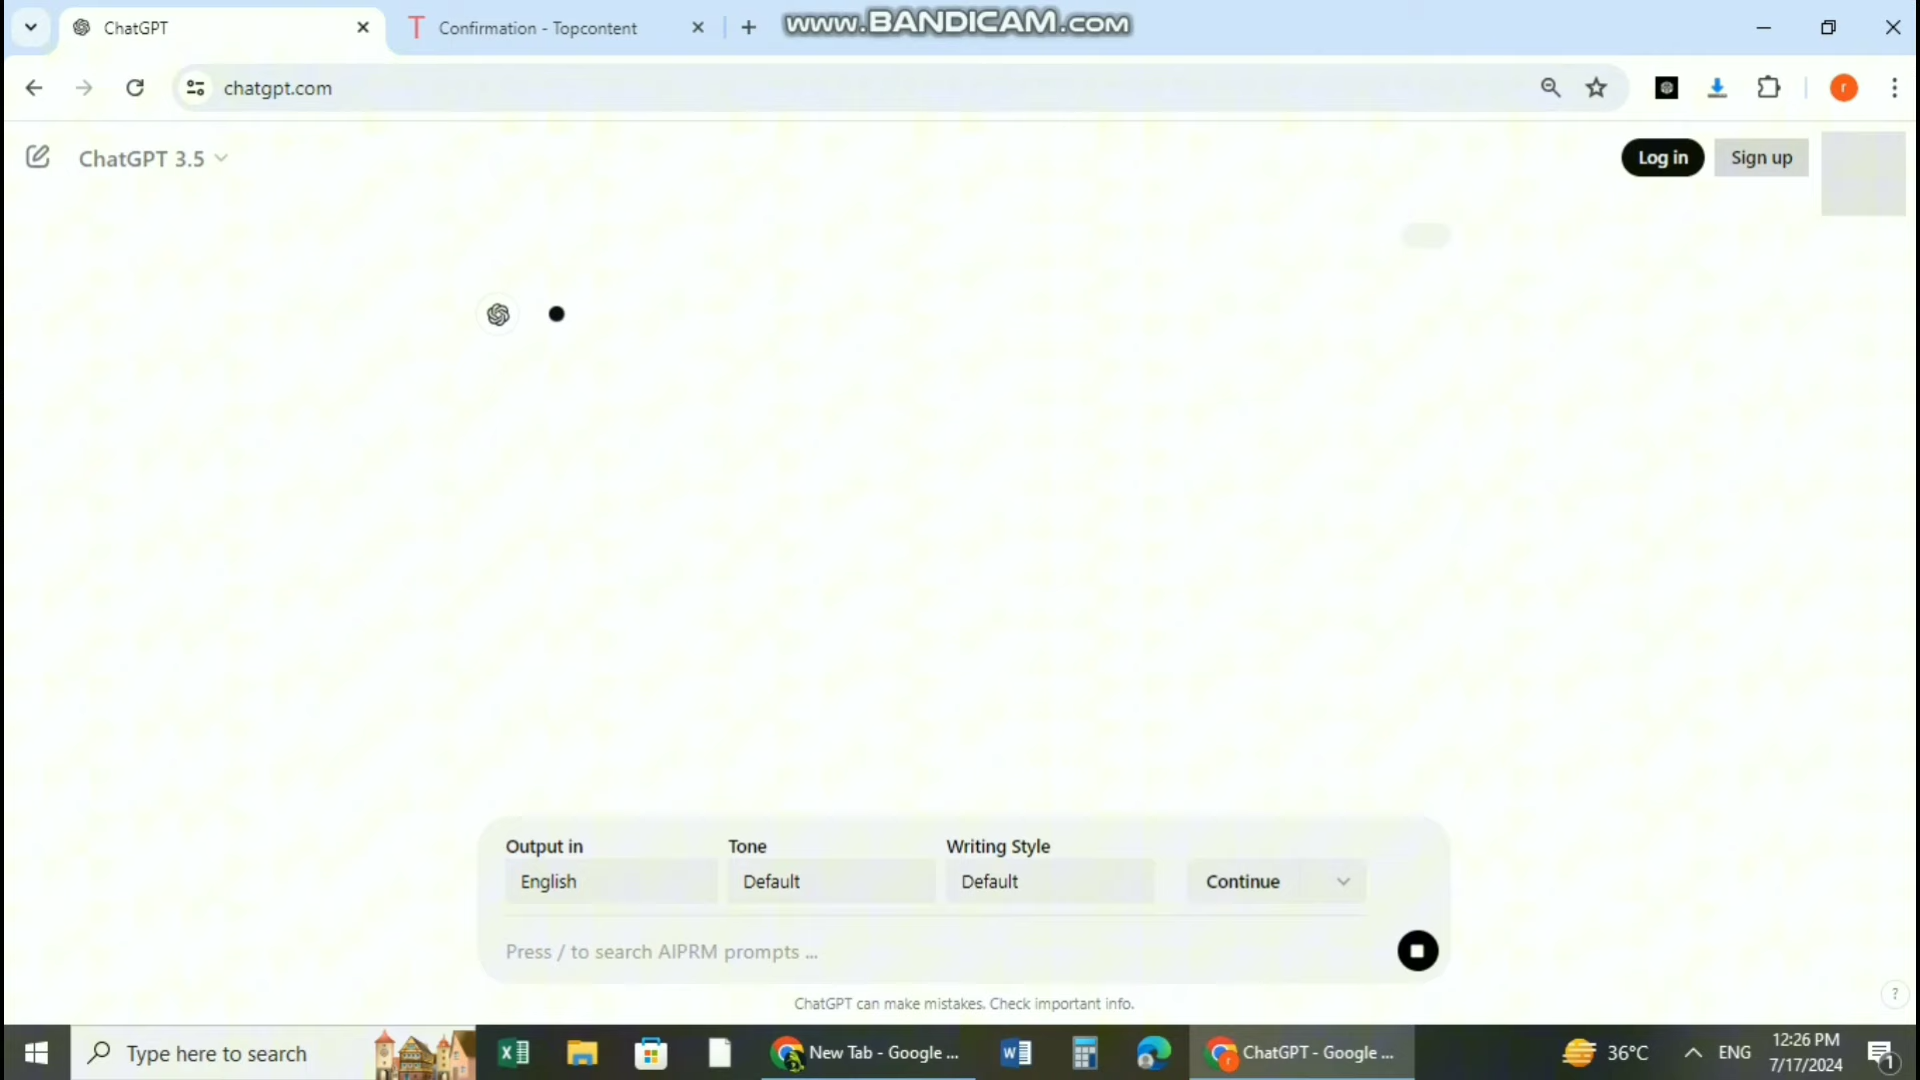 ChatGPT
Confirmation - Topcontent
www.BANDICAM.com
chatgpt.com
r
ChatGPT 3.5
Log in
Sign up
Output in
Tone
Writing Style
English
Default
Default
Continue
Press / to search AIPRM prompts ...
ChatGPT can make mistakes. Check important info.
?
Type here to search
New Tab - Google ...
ChatGPT - Google ...
36°C
ENG
12:26 PM
7/17/2024
1